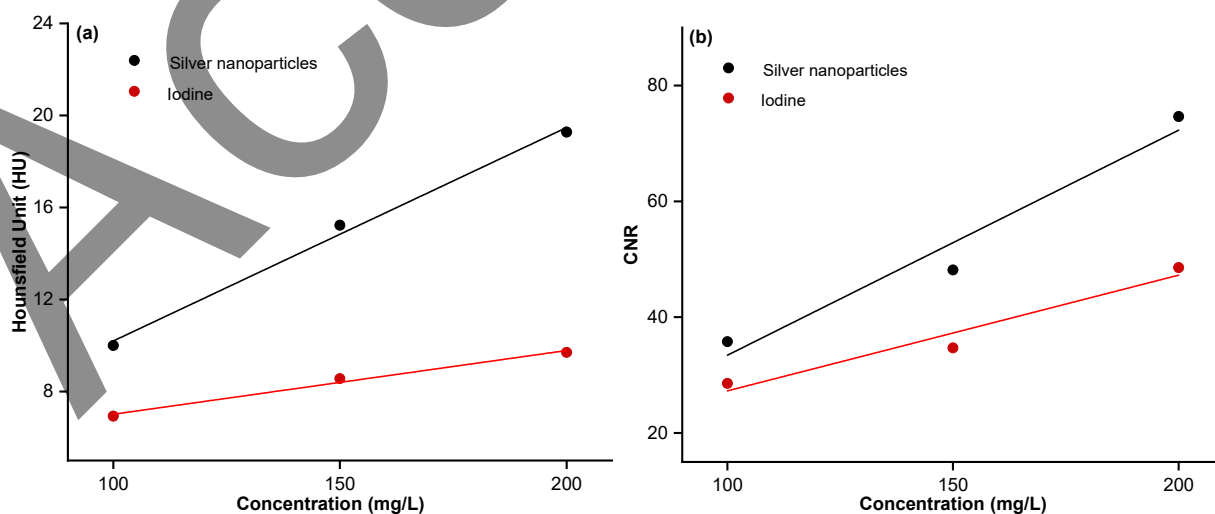 (a)
Silver nanoparticles
Iodine
24
20
16
12
8
Hounsfield Unit (HU)
100 150 200
Concentration (mg/L)
(b)
Silver nanoparticles
Iodine
80
60
40
20
CNR
100 150 200
Concentration (mg/L)